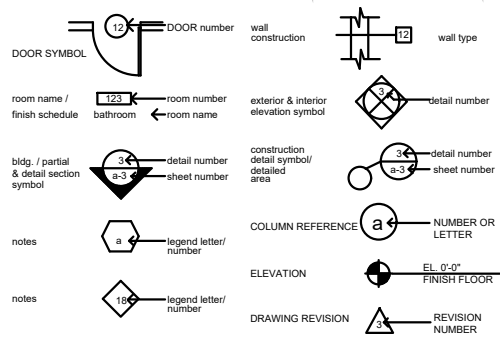 12
DOOR number
DOOR SYMBOL
room name /
finish schedule
123
room number
bathroom
room name
bldg. / partial
& detail section
symbol
3
detail number
a-3
sheet number
notes
a
legend letter/
number
notes
18
legend letter/
number
wall
construction
12
wall type
exterior & interior
elevation symbol
3
detail number
construction
detail symbol/
detailed
area
3
detail number
a-3
sheet number
COLUMN REFERENCE
a
NUMBER OR
LETTER
ELEVATION
EL. 0'-0"
FINISH FLOOR
DRAWING REVISION
3
REVISION
NUMBER